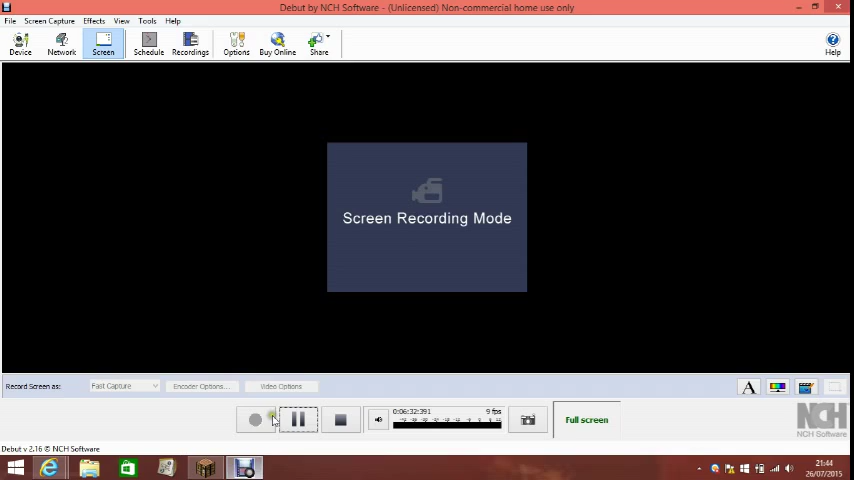 Debut by NCH Software - (Unlicensed) Non-commercial home use only
File Screen Capture Effects View Tools Help
Device Network Screen Schedule Recordings Options Buy Online Share Help
Screen Recording Mode
Record Screen as: Fast Capture Encoder Options... Video Options
A
0:06:32:391 9 fps
Full screen
NCH
NCH Software
Debut v 2.16 © NCH Software
21:44
26/07/2015